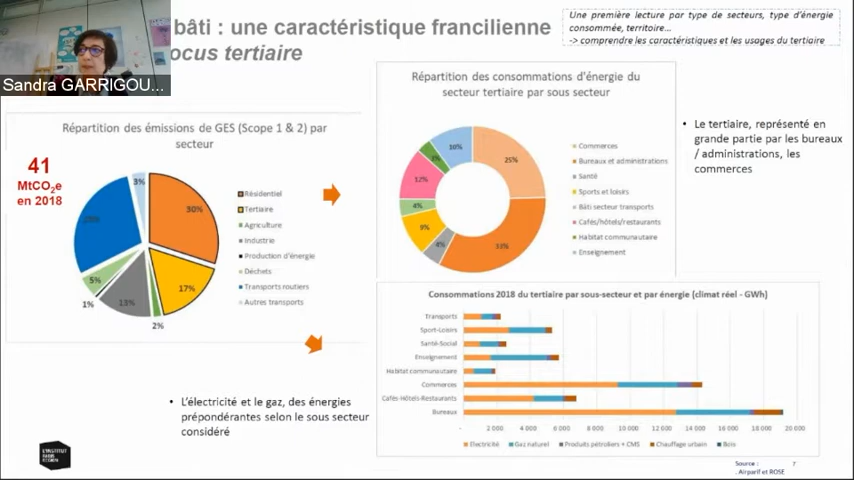 bâti : une caractéristique francilienne
ocus tertiaire
Une première lecture par type de secteurs, type d'énergie
consommée, territoire...
-> comprendre les caractéristiques et les usages du tertiaire
Sandra GARRIGOU...
Répartition des émissions de GES (Scope 1 & 2) par
secteur
41
MtCO2e
en 2018
3%
30%
17%
2%
13%
1%
5%
Résidentiel
Tertiaire
Agriculture
Industrie
Production d'énergie
Déchets
Transports routiers
Autres transports
Répartition des consommations d'énergie du
secteur tertiaire par sous secteur
10%
25%
12%
4%
9%
4%
33%
Commerces
Bureaux et administrations
Santé
Sports et loisirs
Bâti secteur transports
Cafés/hôtels/restaurants
Habitat communautaire
Enseignement
• Le tertiaire, représenté en
grande partie par les bureaux
/ administrations, les
commerces
Consommations 2018 du tertiaire par sous-secteur et par énergie (climat réel - GWh)
Transports
Sport-Loisirs
Santé-Social
Enseignement
Habitat communautaire
Commerces
Cafés-Hôtels-Restaurants
Bureaux
- 2 000 4 000 6 000 8 000 10 000 12 000 14 000 16 000 18 000 20 000
Electricité Gaz naturel Produits pétroliers + CMS Chauffage urbain Bois
• L'électricité et le gaz, des énergies
prépondérantes selon le sous secteur
considéré
L'INSTITUT
PARIS
REGION
Source :
. Airparif et ROSE
7